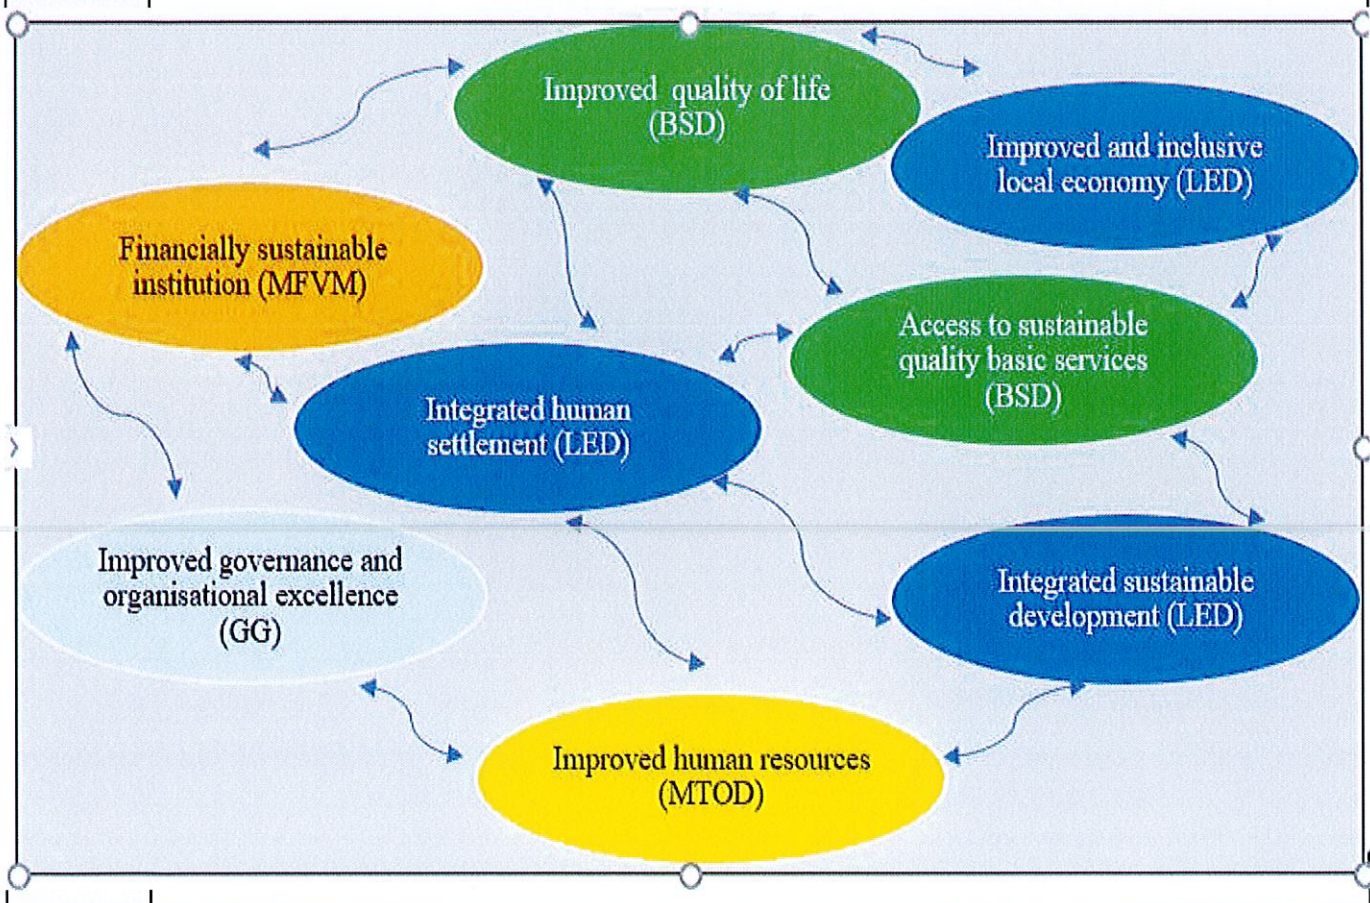 Improved quality of life
(BSD)
Improved and inclusive
local economy (LED)
Financially sustainable
institution (MFVM)
Access to sustainable
quality basic services
(BSD)
Integrated human
settlement (LED)
Improved governance and
organisational excellence
(GG)
Integrated sustainable
development (LED)
Improved human resources
(MTOD)